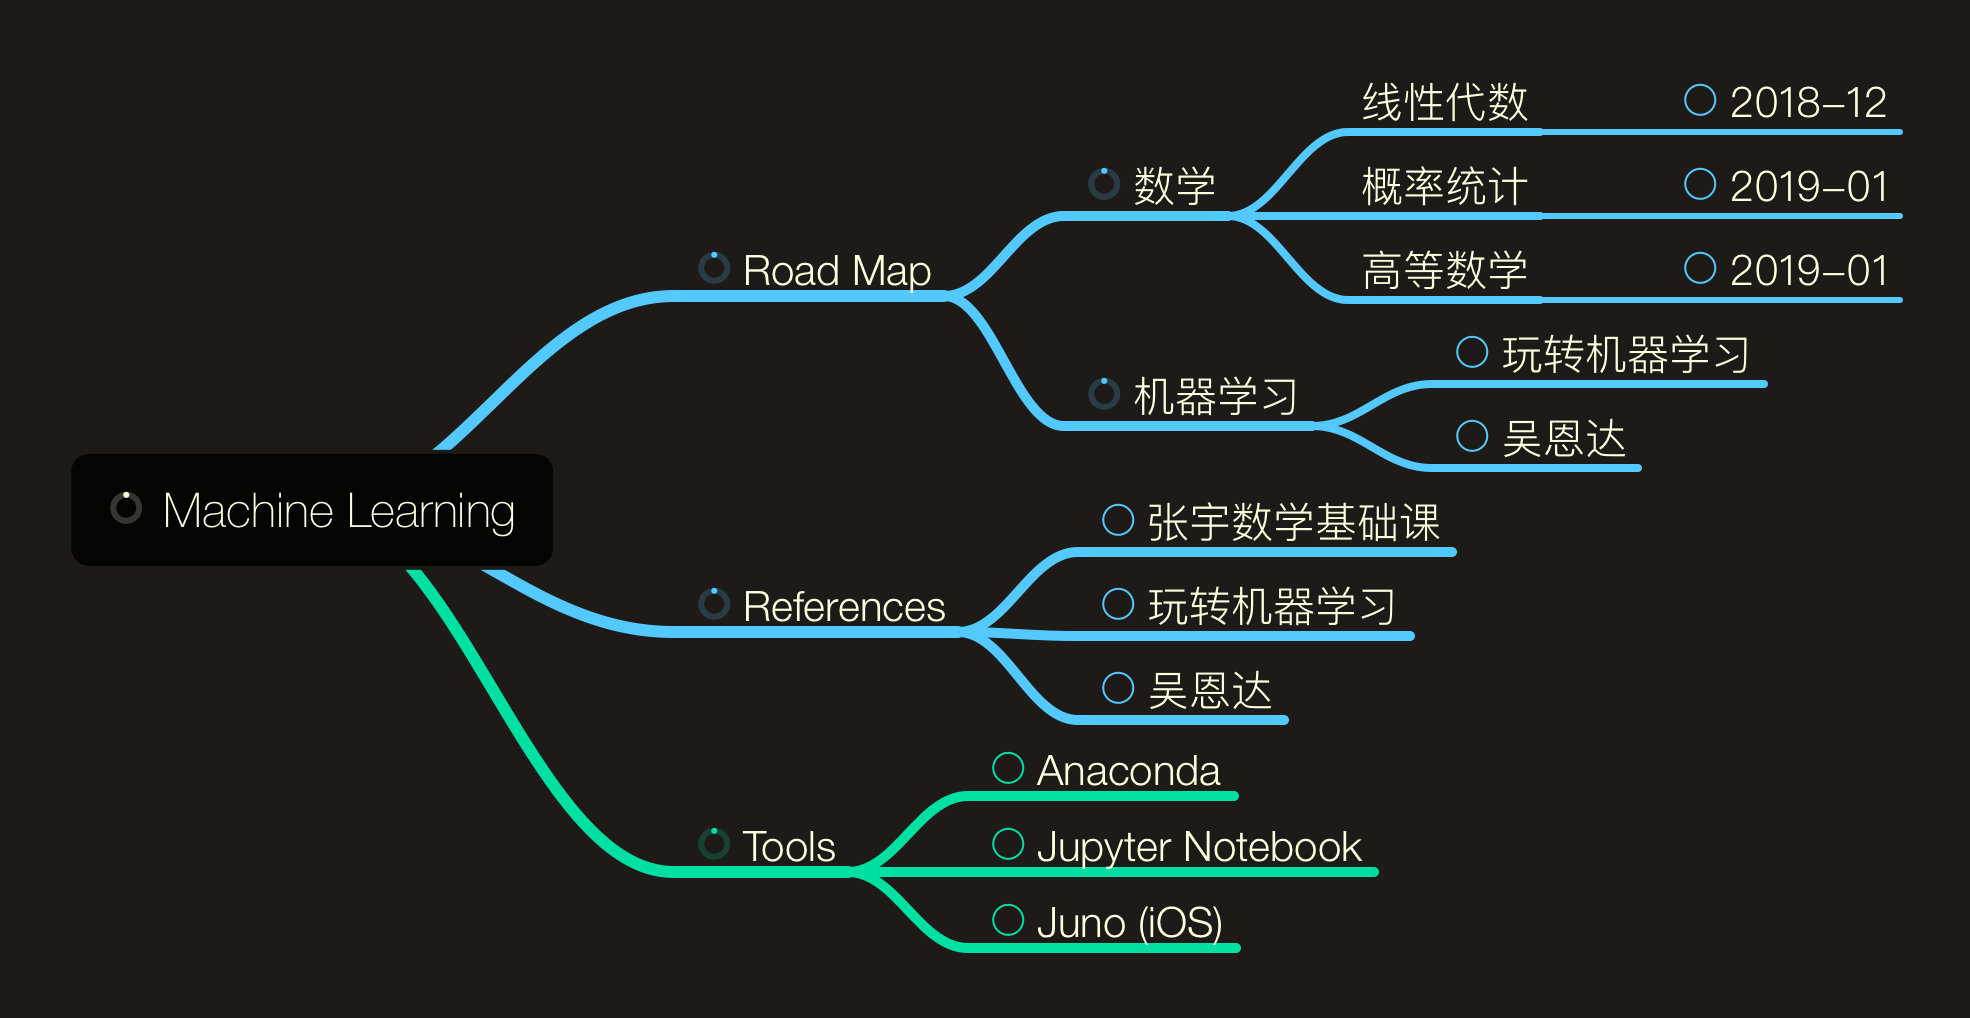 Machine Learning
Road Map
数学
线性代数
2018–12
概率统计
2019–01
高等数学
2019–01
机器学习
玩转机器学习
吴恩达
References
张宇数学基础课
玩转机器学习
吴恩达
Tools
Anaconda
Jupyter Notebook
Juno (iOS)